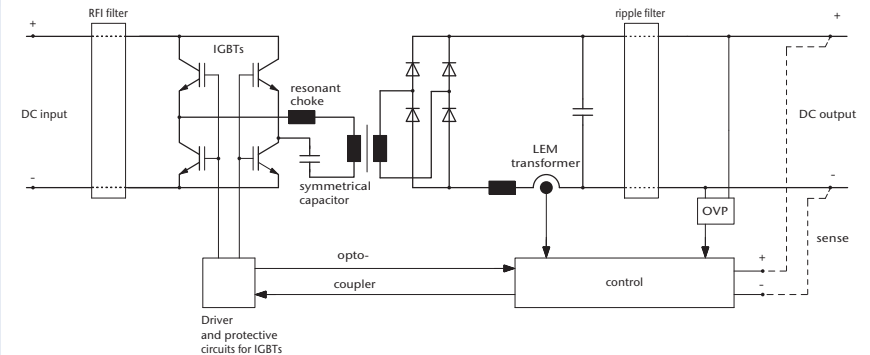 RFI filter
ripple filter
+
+
IGBTs
resonant
choke
DC input
DC output
LEM
transformer
-
-
symmetrical
capacitor
OVP
sense
opto-
+
control
coupler
-
Driver
and protective
circuits for IGBTs